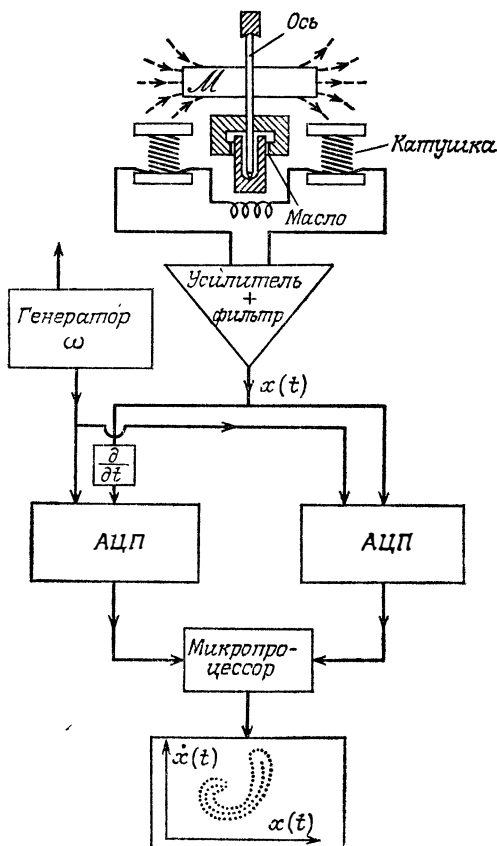 Ось
M
Катушка
Масло
Усилитель
+
фильтр
Генератор
ω
x(t)
∂
∂t
АЦП
АЦП
Микропро-
цессор
ẋ(t)
x(t)